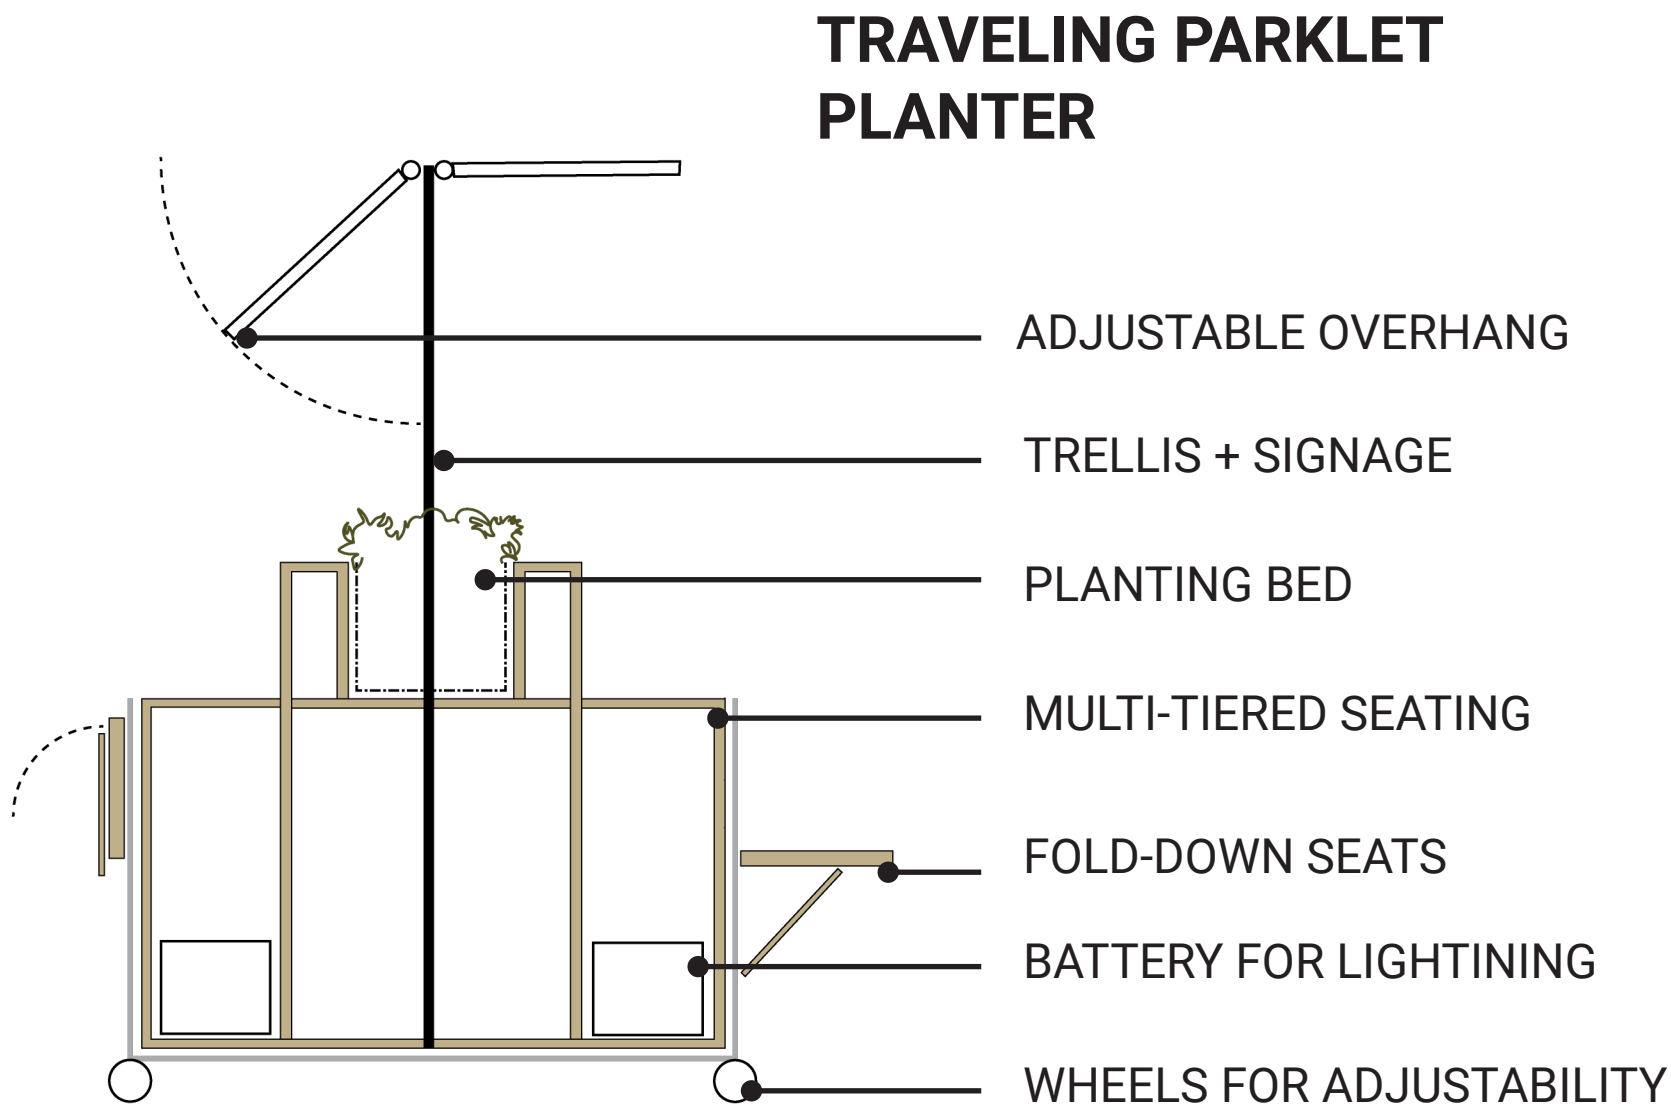 TRAVELING PARKLET
PLANTER
ADJUSTABLE OVERHANG
TRELLIS + SIGNAGE
PLANTING BED
MULTI-TIERED SEATING
FOLD-DOWN SEATS
BATTERY FOR LIGHTINING
WHEELS FOR ADJUSTABILITY